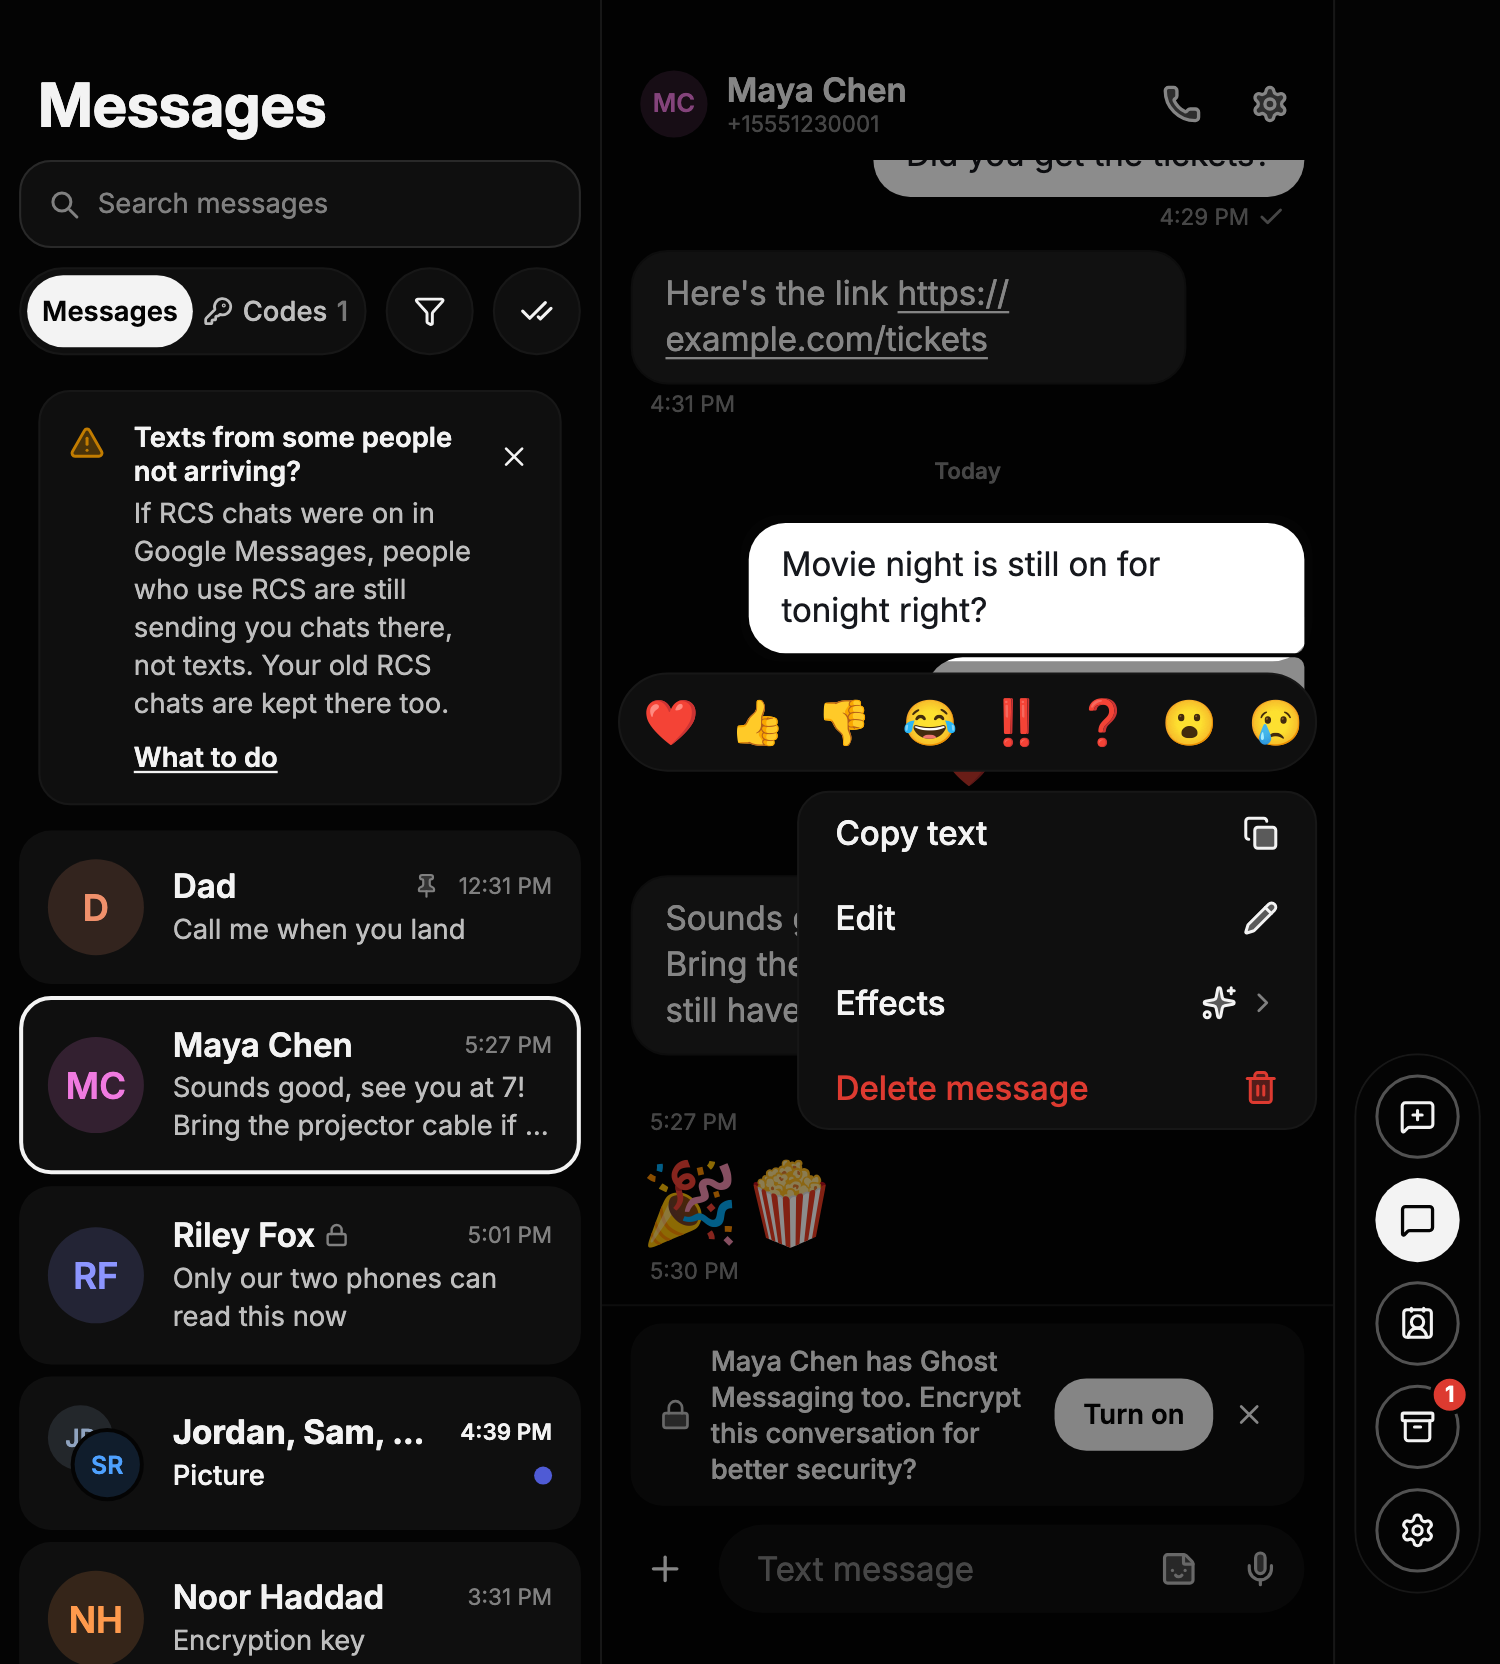 Messages
Search messages
Messages
Codes 1
Texts from some people
not arriving?
If RCS chats were on in
Google Messages, people
who use RCS are still
sending you chats there,
not texts. Your old RCS
chats are kept there too.
What to do
D
Dad
12:31 PM
Call me when you land
MC
Maya Chen
5:27 PM
Sounds good, see you at 7!
Bring the projector cable if ...
RF
Riley Fox
5:01 PM
Only our two phones can
read this now
SR
Jordan, Sam, ...
4:39 PM
Picture
NH
Noor Haddad
3:31 PM
Encryption key
MC
Maya Chen
+15551230001
Did you get the tickets?
4:29 PM
Here's the link https://
example.com/tickets
4:31 PM
Today
Movie night is still on for
tonight right?
Copy text
Edit
Effects
Delete message
Sounds
Bring the
still have
5:27 PM
5:30 PM
Maya Chen has Ghost
Messaging too. Encrypt
this conversation for
better security?
Turn on
Text message
1